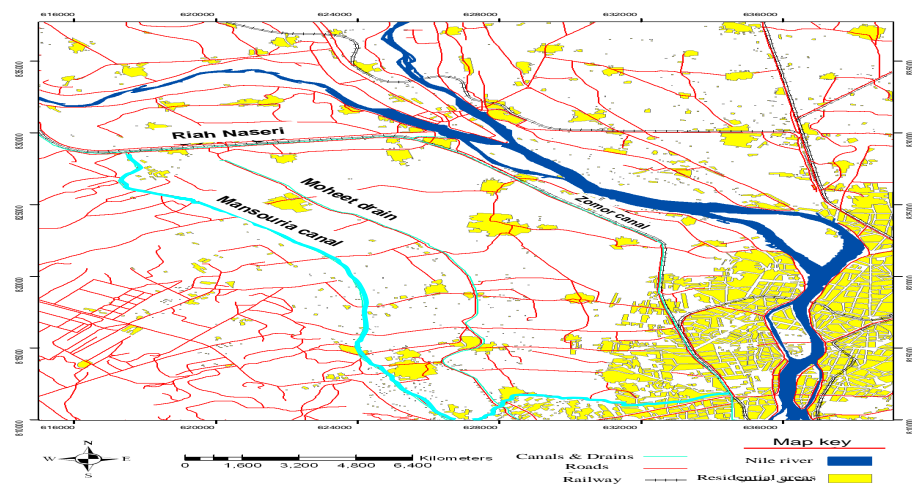 616000 620000 624000 628000 632000 636000
Riah Naseri
Moheet drain
Mansouria canal
Zomor canal
616000 620000 624000 628000 632000 636000
N
W E
S
Kilometers
0 1,600 3,200 4,800 6,400
Map key
Canals & Drains
Roads
Railway
Nile river
Residential areas